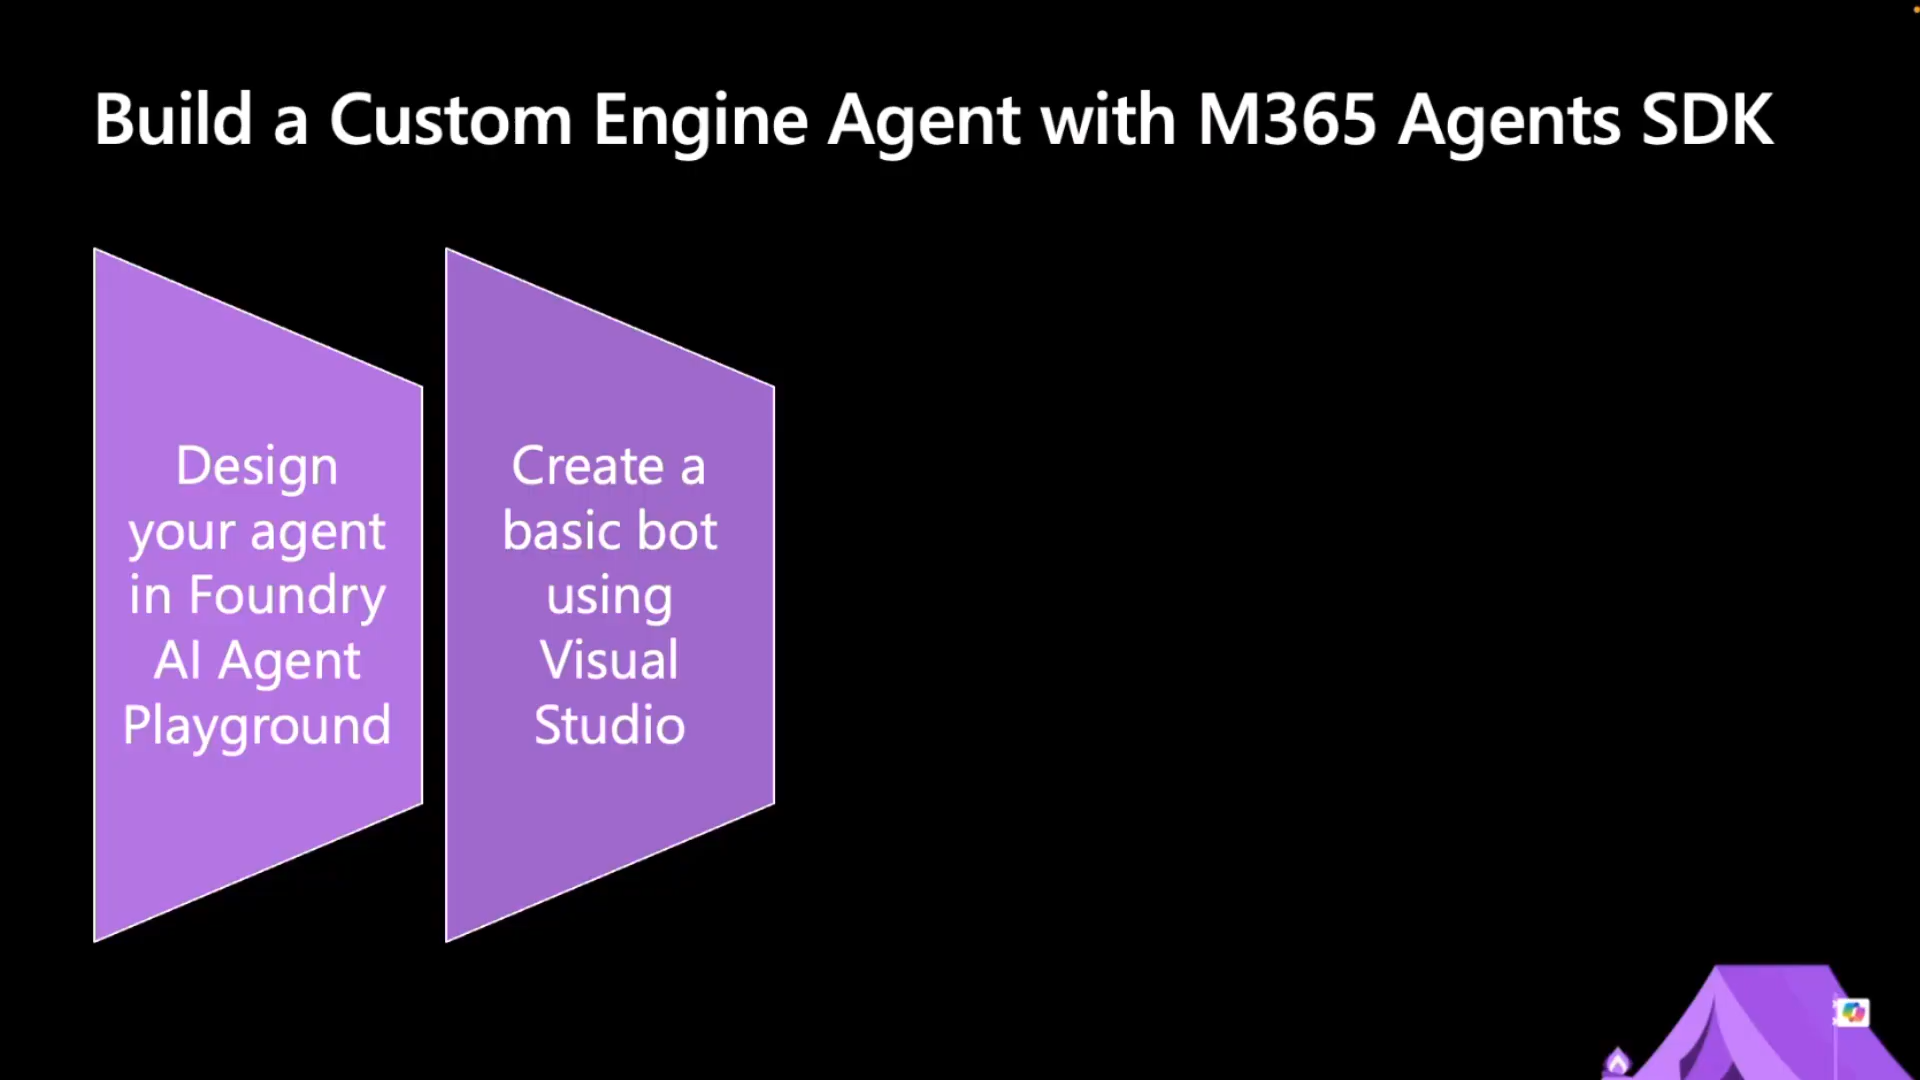 Build a Custom Engine Agent with M365 Agents SDK
Design
your agent
in Foundry
AI Agent
Playground
Create a
basic bot
using
Visual
Studio